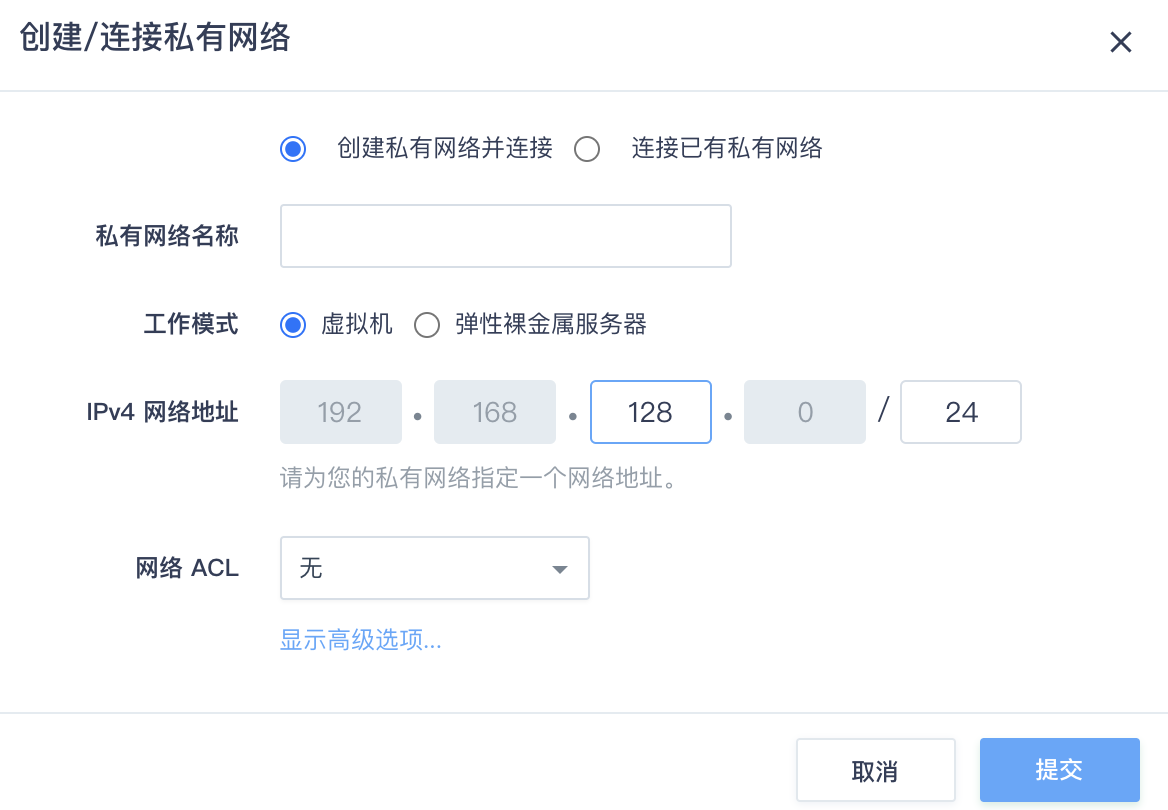 创建/连接私有网络
创建私有网络并连接 连接已有私有网络
私有网络名称
工作模式 虚拟机 弹性裸金属服务器
IPv4 网络地址 192 . 168 . 128 . 0 / 24
请为您的私有网络指定一个网络地址。
网络 ACL 无
显示高级选项...
取消 提交